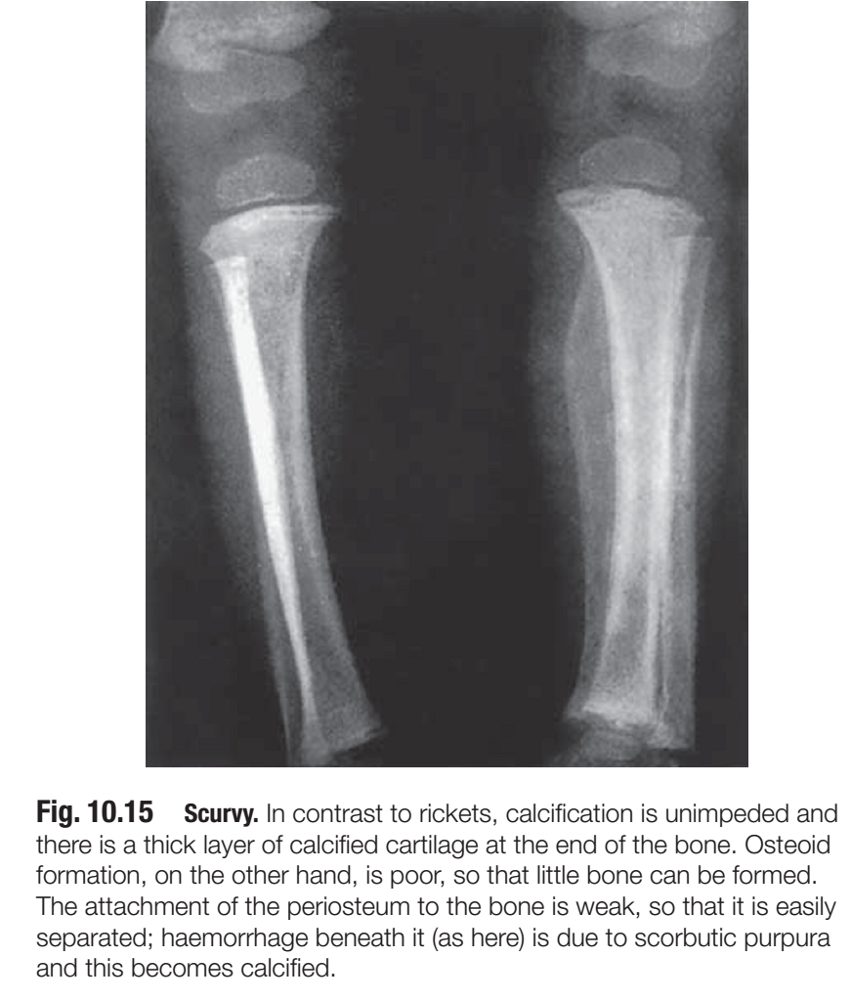 Fig. 10.15 Scurvy. In contrast to rickets, calcification is unimpeded and
there is a thick layer of calcified cartilage at the end of the bone. Osteoid
formation, on the other hand, is poor, so that little bone can be formed.
The attachment of the periosteum to the bone is weak, so that it is easily
separated; haemorrhage beneath it (as here) is due to scorbutic purpura
and this becomes calcified.